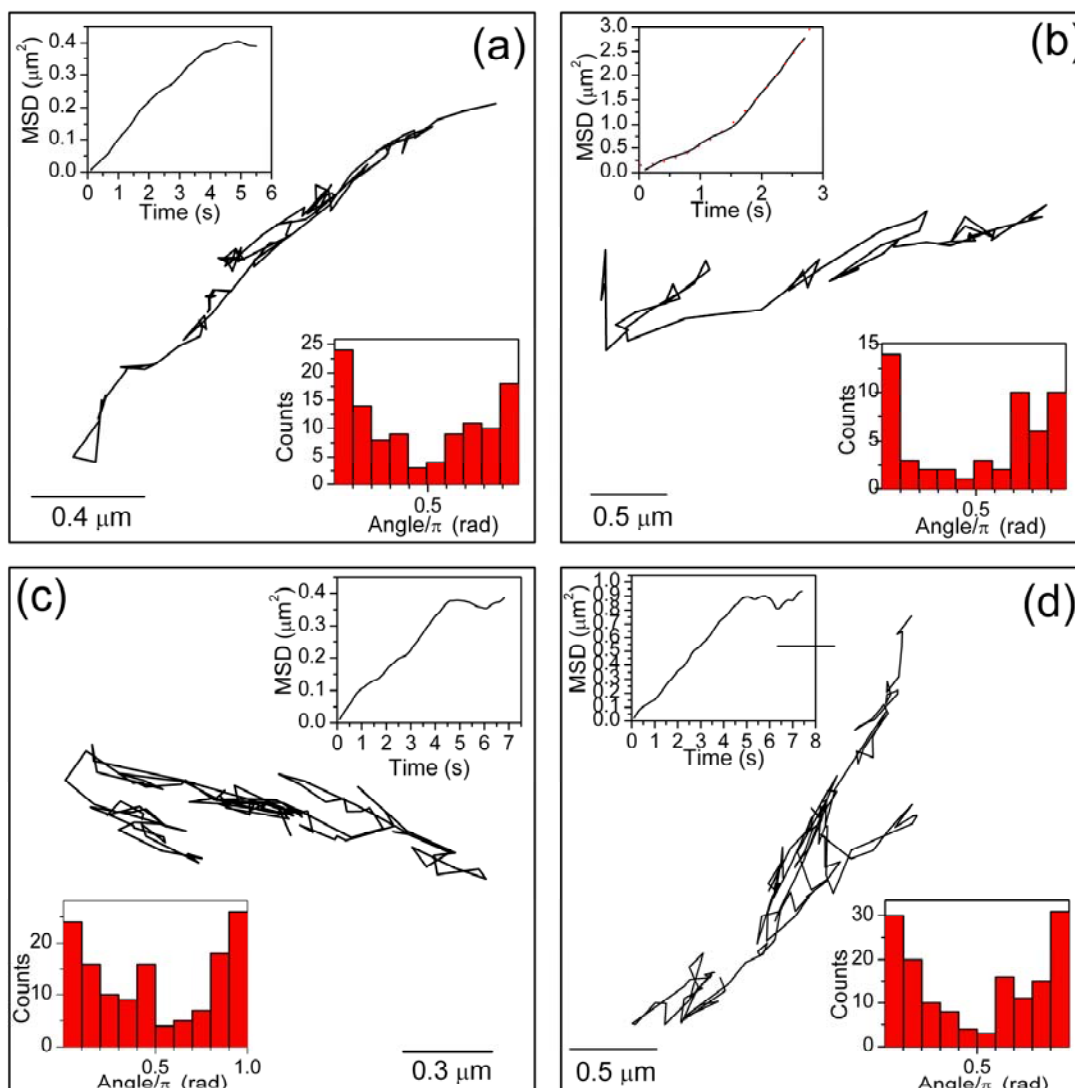 (a)
MSD (μm²)
0.4
0.3
0.2
0.1
0.0
0 1 2 3 4 5 6
Time (s)
Counts
25
20
15
10
5
0
0.5
Angle/π (rad)
0.4 μm
(b)
MSD (μm²)
3.0
2.5
2.0
1.5
1.0
0.5
0.0
0 1 2 3
Time (s)
Counts
15
10
5
0
0.5
Angle/π (rad)
0.5 μm
(c)
MSD (μm²)
0.4
0.3
0.2
0.1
0.0
0 1 2 3 4 5 6 7
Time (s)
Counts
20
10
0
0.5 1.0
Angle/π (rad)
0.3 μm
(d)
MSD (μm²)
1.0
0.9
0.8
0.7
0.6
0.5
0.4
0.3
0.2
0.1
0.0
0 1 2 3 4 5 6 7 8
Time (s)
Counts
30
20
10
0
0.5
Angle/π (rad)
0.5 μm